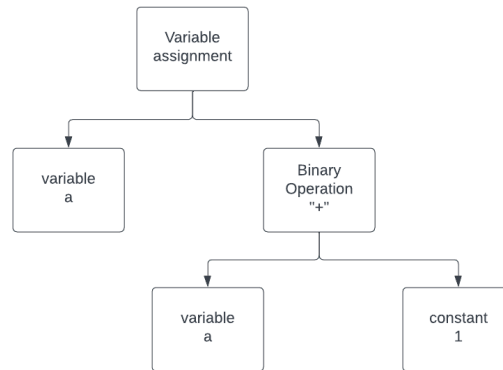 Variable
assignment
variable
a
Binary
Operation
"+"
variable
a
constant
1